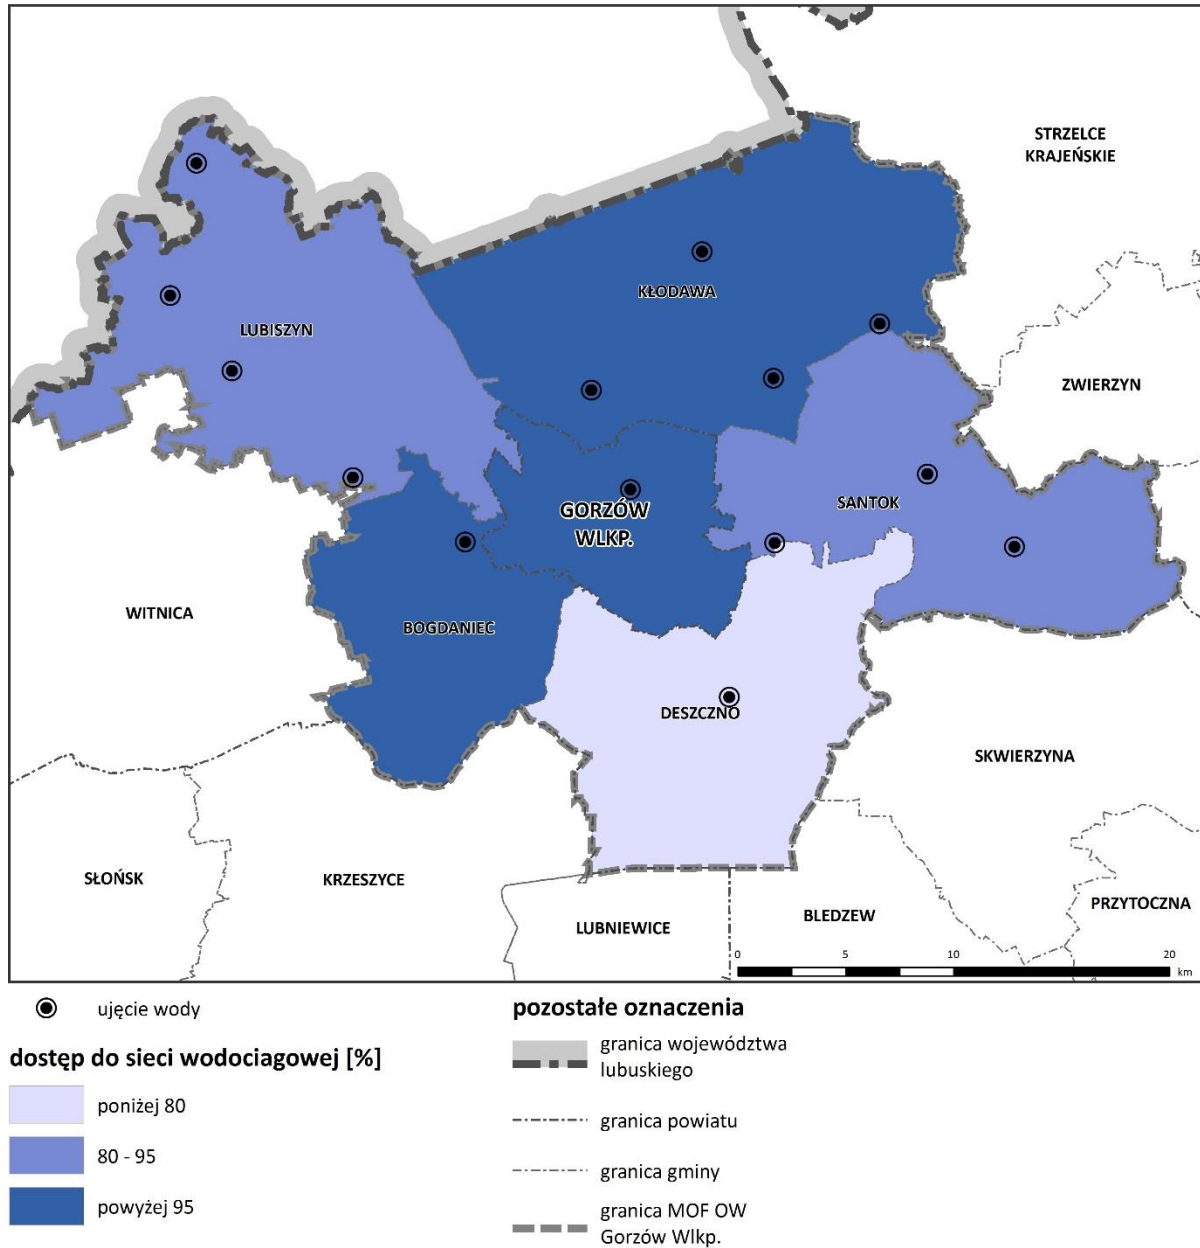 STRZELCE
KRAJEŃSKIE
KŁODAWA
LUBISZYN
ZWIERZYN
SANTOK
GORZÓW
WLKP.
WITNICA
BOGDANIEC
DESZCZNO
SKWIERZYNA
SŁOŃSK
KRZESZYCE
PRZYTOCZNA
BLEDZEW
LUBNIEWICE
0 5 10 20
km
ujęcie wody
dostęp do sieci wodociągowej [%]
poniżej 80
80 - 95
powyżej 95
pozostałe oznaczenia
granica województwa
lubuskiego
granica powiatu
granica gminy
granica MOF OW
Gorzów Wlkp.